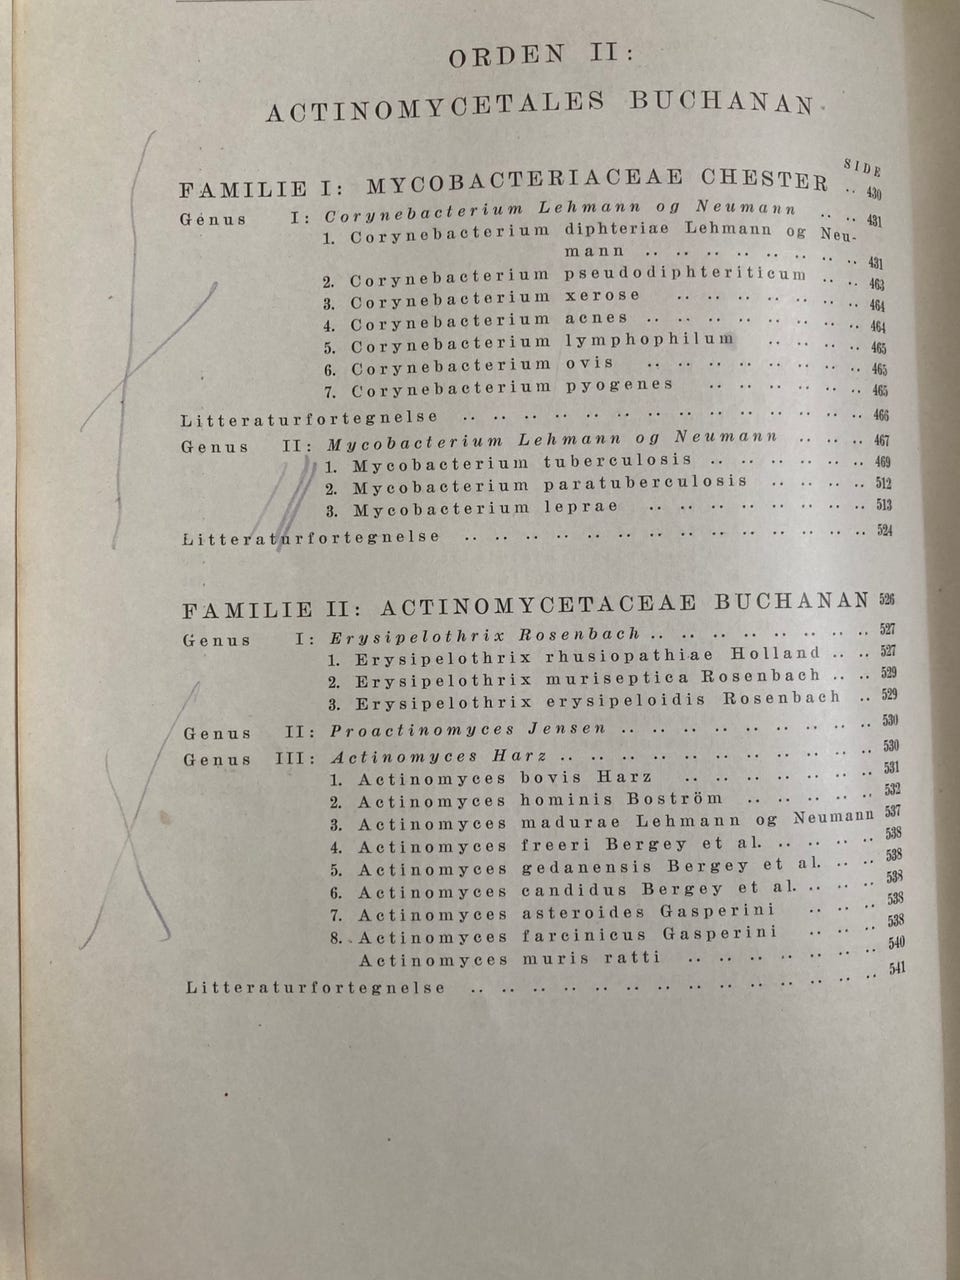 ORDEN II:
ACTINOMYCETALES BUCHANAN
SIDE
FAMILIE I: MYCOBACTERIACEAE CHESTER .. 430
Genus I: Corynebacterium Lehmann og Neumann .. .. 431
1. Corynebacterium diphteriae Lehmann og Neu-
mann .. .. .. .. .. .. .. 431
2. Corynebacterium pseudodiphteriticum .. .. 463
3. Corynebacterium xerose .. .. .. .. .. .. 464
4. Corynebacterium acnes .. .. .. .. .. .. .. 464
5. Corynebacterium lymphophilum .. .. .. .. 465
6. Corynebacterium ovis .. .. .. .. .. .. .. 465
7. Corynebacterium pyogenes .. .. .. .. .. 465
Litteraturfortegnelse .. .. .. .. .. .. .. .. .. .. .. .. .. 466
Genus II: Mycobacterium Lehmann og Neumann .. .. .. 467
1. Mycobacterium tuberculosis .. .. .. .. .. 469
2. Mycobacterium paratuberculosis .. .. .. .. 512
3. Mycobacterium leprae .. .. .. .. .. .. .. 513
Litteraturfortegnelse .. .. .. .. .. .. .. .. .. .. .. .. .. 524
FAMILIE II: ACTINOMYCETACEAE BUCHANAN 526
Genus I: Erysipelothrix Rosenbach .. .. .. .. .. .. .. .. 527
1. Erysipelothrix rhusiopathiae Holland .. .. 527
2. Erysipelothrix muriseptica Rosenbach .. .. 529
3. Erysipelothrix erysipeloidis Rosenbach .. 529
Genus II: Proactinomyces Jensen .. .. .. .. .. .. .. .. .. 530
Genus III: Actinomyces Harz .. .. .. .. .. .. .. .. .. .. .. 530
1. Actinomyces bovis Harz .. .. .. .. .. .. .. 531
2. Actinomyces hominis Boström .. .. .. .. .. 532
3. Actinomyces madurae Lehmann og Neumann 537
4. Actinomyces freeri Bergey et al. .. .. .. .. 538
5. Actinomyces gedanensis Bergey et al. .. .. 538
6. Actinomyces candidus Bergey et al. .. .. .. 538
7. Actinomyces asteroides Gasperini .. .. .. 538
8. Actinomyces farcinicus Gasperini .. .. .. 538
Actinomyces muris ratti .. .. .. .. .. .. .. 540
Litteraturfortegnelse .. .. .. .. .. .. .. .. .. .. .. .. .. .. 541